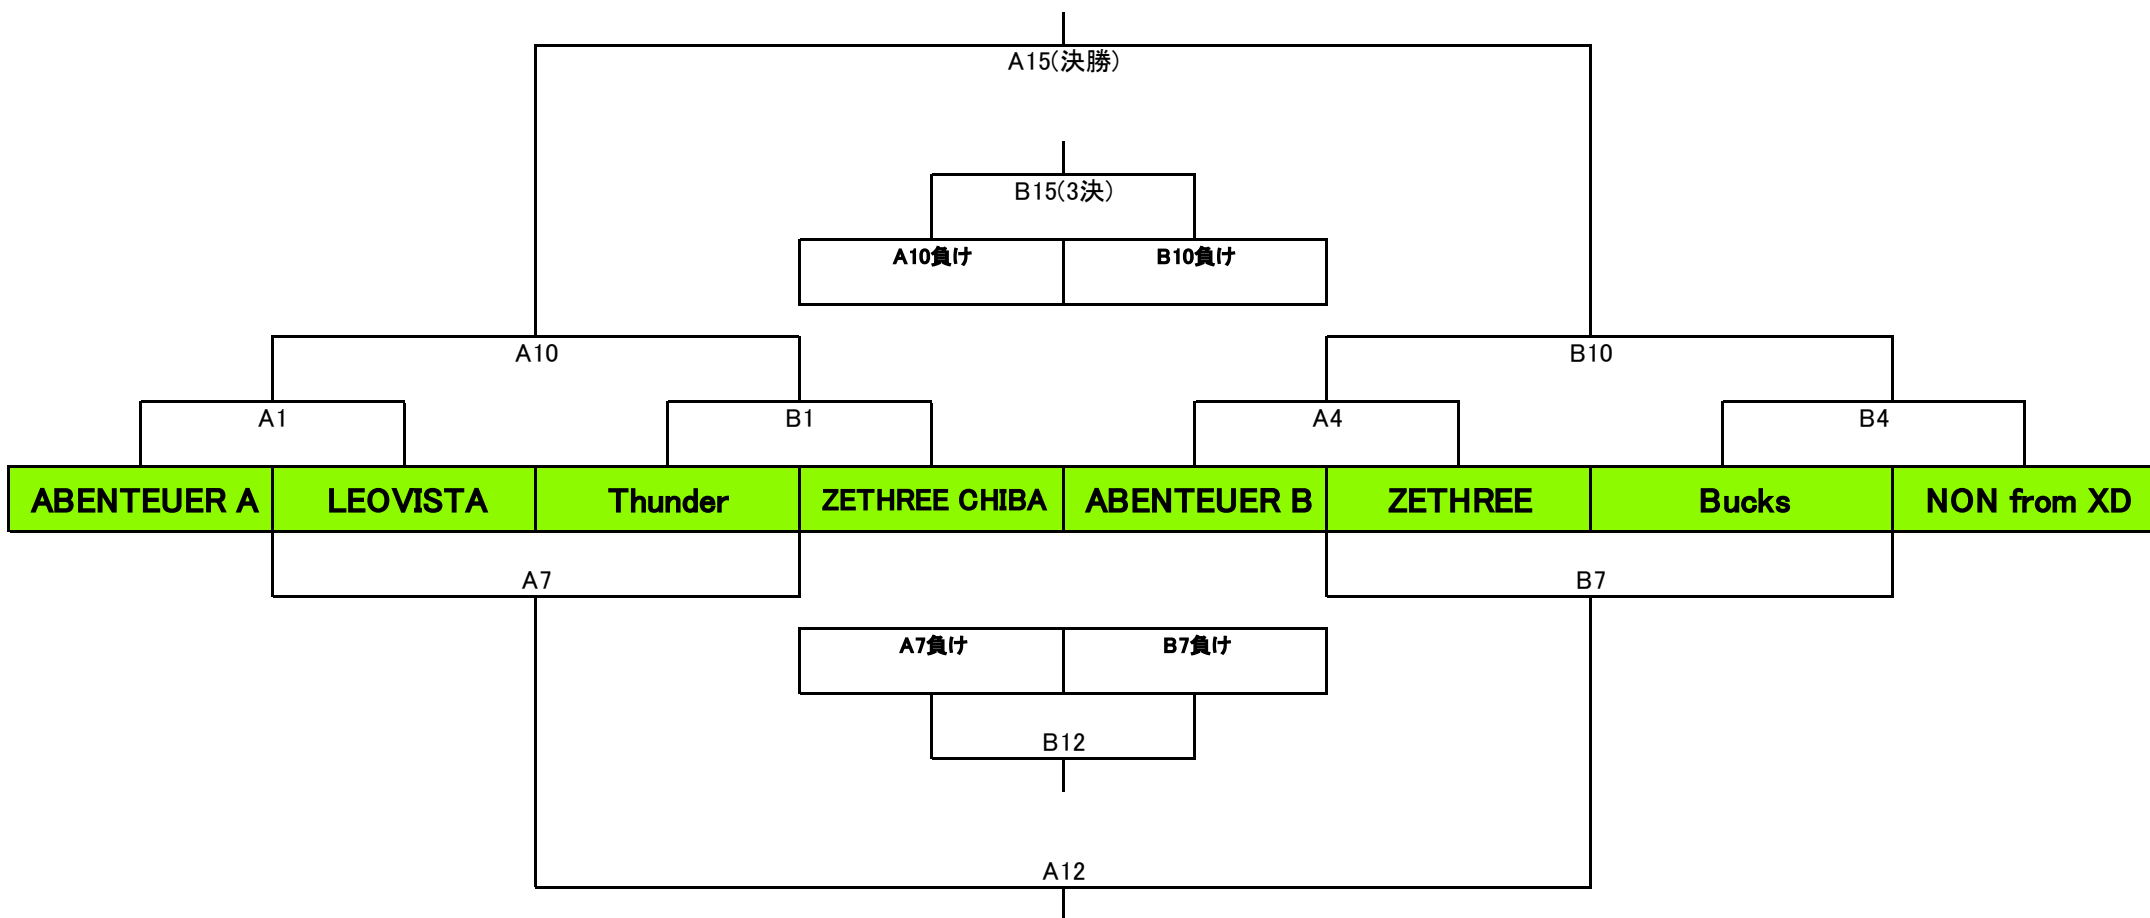 A15(決勝)
B15(3決)
A10負け
B10負け
A10
B10
A1
B1
A4
B4
ABENTEUER A
LEOVISTA
Thunder
ZETHREE CHIBA
ABENTEUER B
ZETHREE
Bucks
NON from XD
A7
B7
A7負け
B7負け
B12
A12